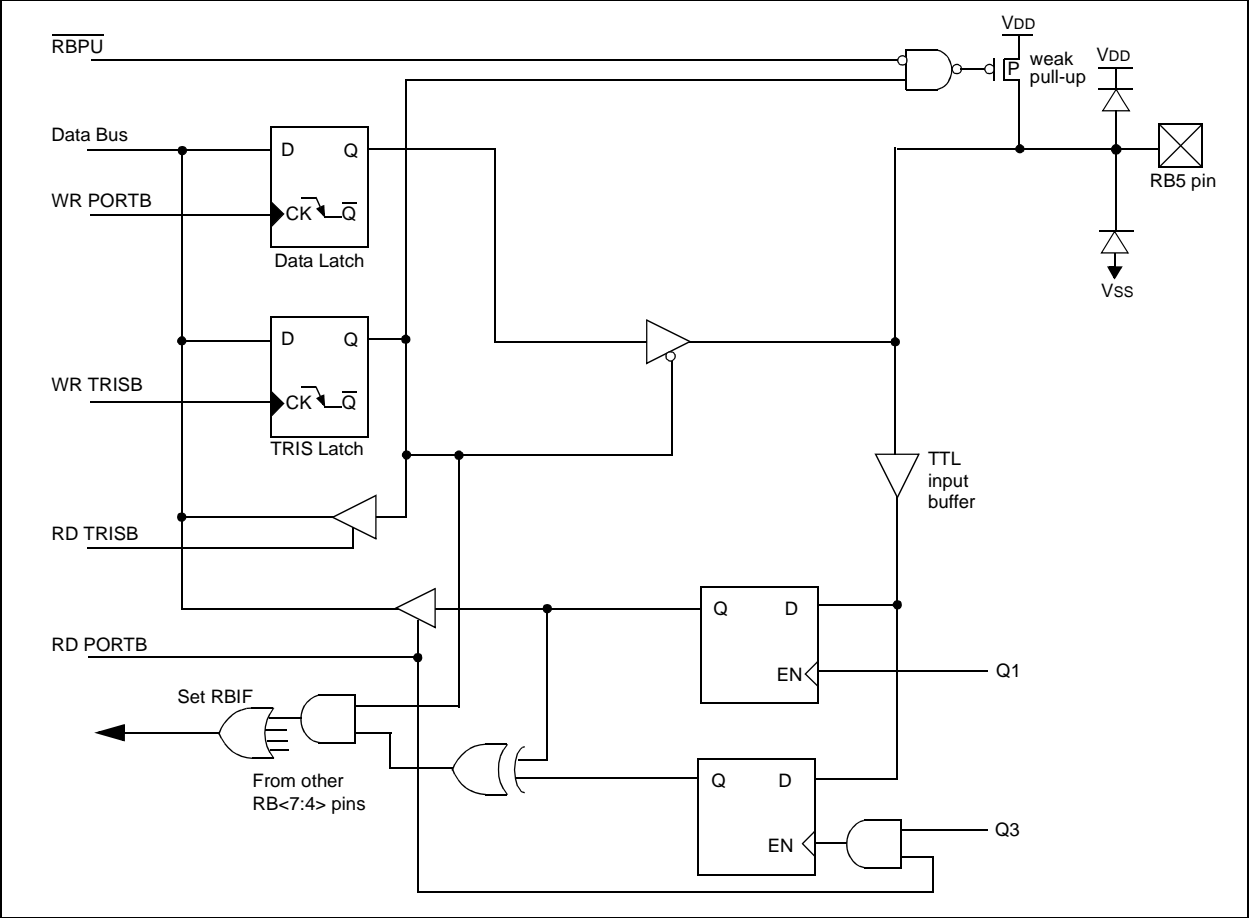 RBPU
VDD
P
weak
pull-up
VDD
RB5 pin
VSS
Data Bus
D Q
WR PORTB
CK Q
Data Latch
D Q
WR TRISB
CK Q
TRIS Latch
TTL
input
buffer
RD TRISB
Q D
EN
Q1
RD PORTB
Set RBIF
From other
RB<7:4> pins
Q D
EN
Q3